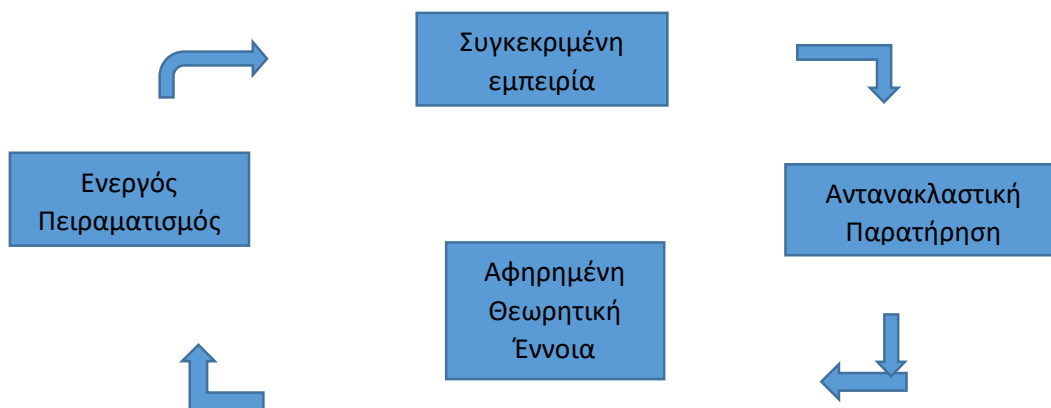 Συγκεκριμένη
εμπειρία
Ενεργός
Πειραματισμός
Αντανακλαστική
Παρατήρηση
Αφηρημένη
Θεωρητική
Έννοια